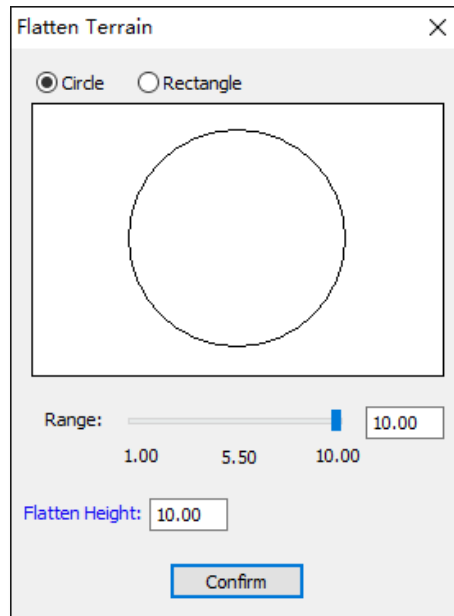 Flatten Terrain
Circle Rectangle
Range: 10.00
1.00 5.50 10.00
Flatten Height: 10.00
Confirm